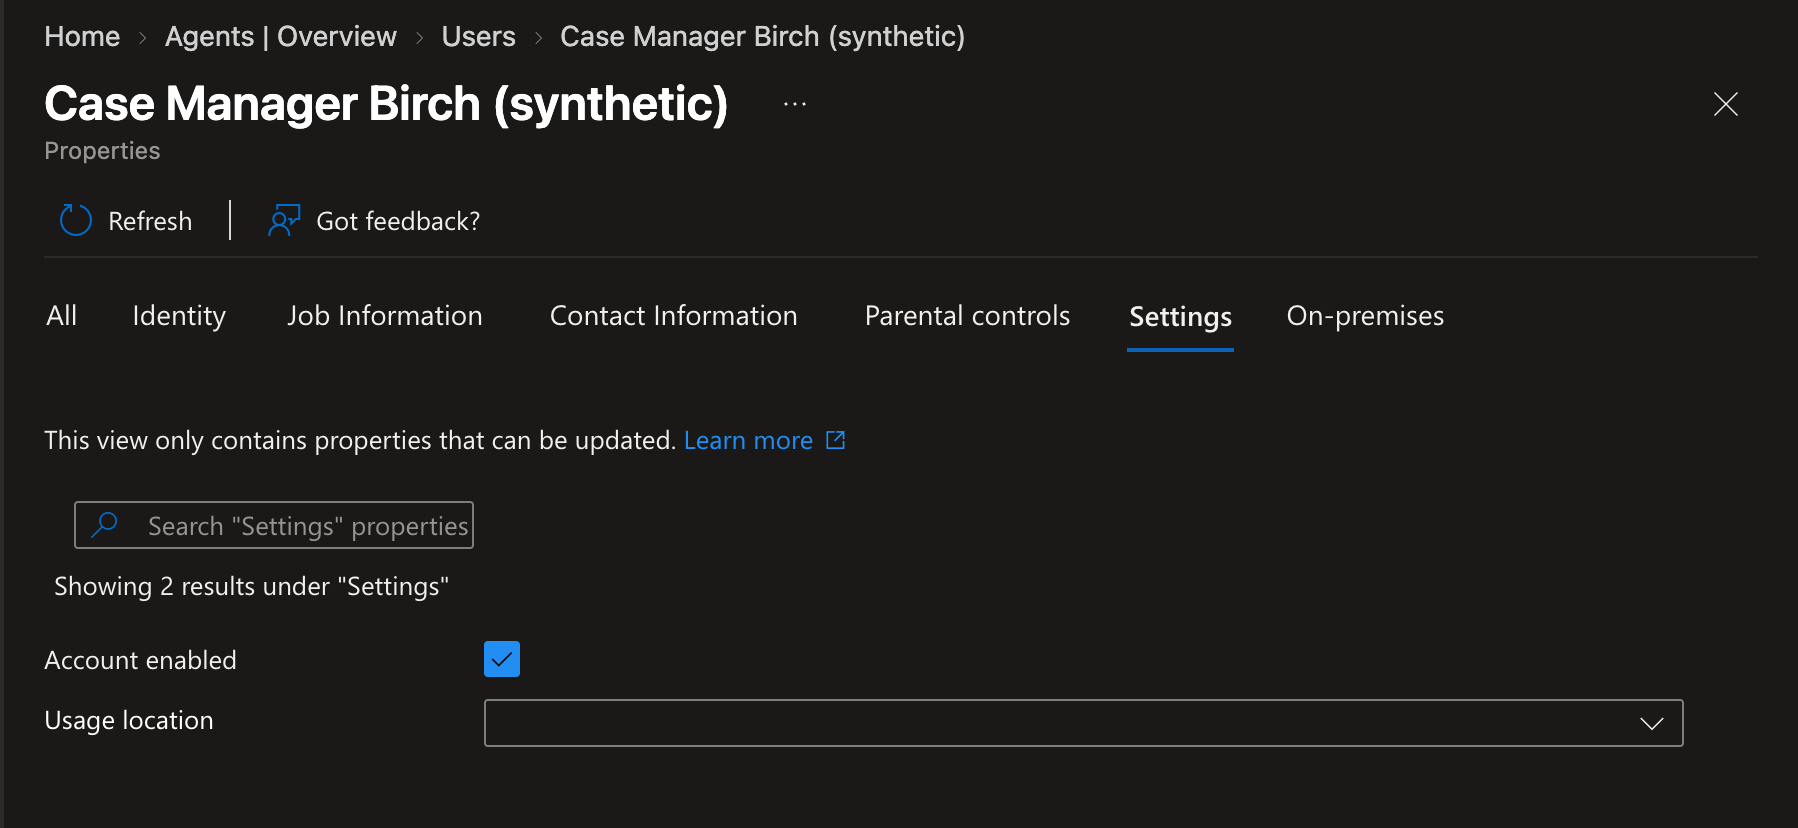 Home > Agents | Overview > Users > Case Manager Birch (synthetic)
Case Manager Birch (synthetic) ...
Properties
Refresh | Got feedback?
All Identity Job Information Contact Information Parental controls Settings On-premises
This view only contains properties that can be updated. Learn more
Search "Settings" properties
Showing 2 results under "Settings"
Account enabled
Usage location